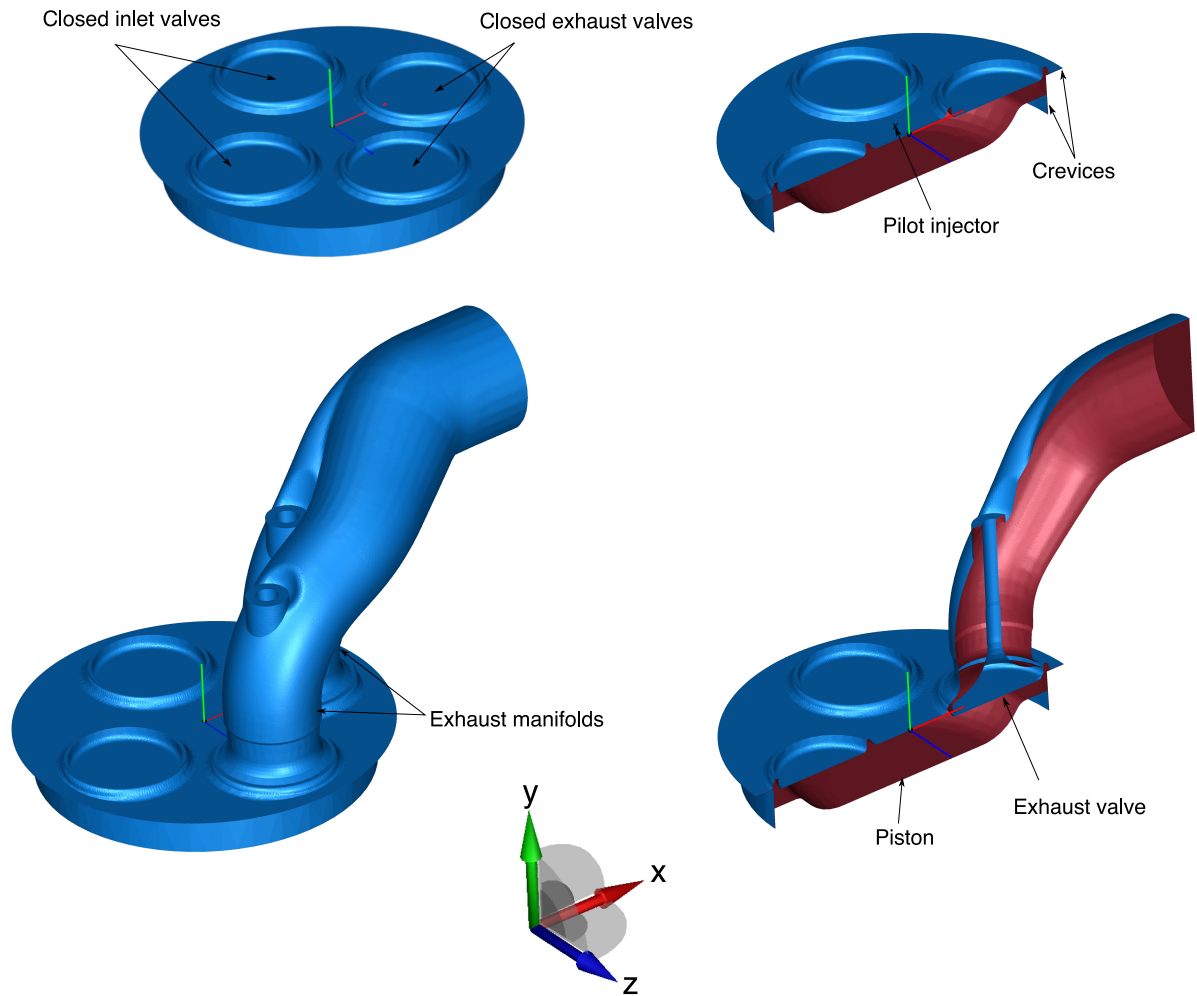 Closed inlet valves
Closed exhaust valves
Crevices
Pilot injector
Exhaust manifolds
Exhaust valve
Piston
y
x
z